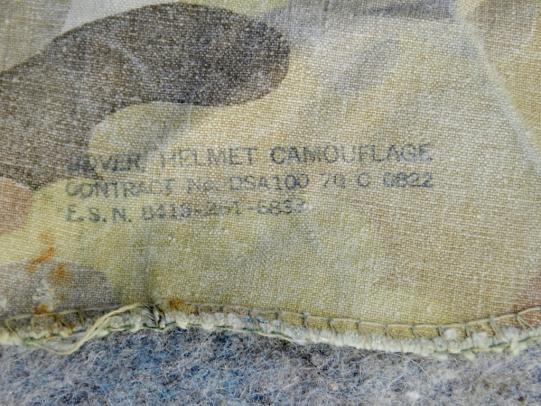 COVER, HELMET CAMOUFLAGE
CONTRACT NO. DSA100 70 C 0822
F.S.N.